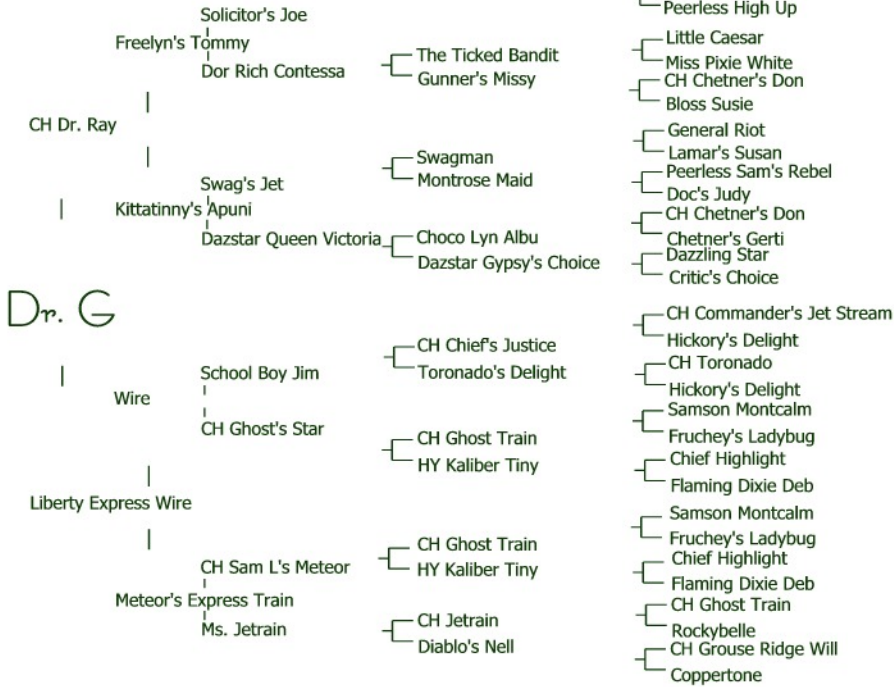 Peerless High Up
Solicitor's Joe
Freelyn's Tommy
Dor Rich Contessa
The Ticked Bandit
Gunner's Missy
Little Caesar
Miss Pixie White
CH Chetner's Don
Bloss Susie
CH Dr. Ray
Swag's Jet
Kittatinny's Apuni
Dazstar Queen Victoria
Swagman
Montrose Maid
Choco Lyn Albu
Dazstar Gypsy's Choice
General Riot
Lamar's Susan
Peerless Sam's Rebel
Doc's Judy
CH Chetner's Don
Chetner's Gerti
Dazzling Star
Critic's Choice
Dr. G
School Boy Jim
Wire
CH Ghost's Star
CH Chief's Justice
Toronado's Delight
CH Ghost Train
HY Kaliber Tiny
CH Commander's Jet Stream
Hickory's Delight
CH Toronado
Hickory's Delight
Samson Montcalm
Fruchey's Ladybug
Chief Highlight
Flaming Dixie Deb
Liberty Express Wire
CH Sam L's Meteor
Meteor's Express Train
Ms. Jetrain
CH Ghost Train
HY Kaliber Tiny
CH Jetrain
Diablo's Nell
Samson Montcalm
Fruchey's Ladybug
Chief Highlight
Flaming Dixie Deb
CH Ghost Train
Rockybelle
CH Grouse Ridge Will
Coppertone